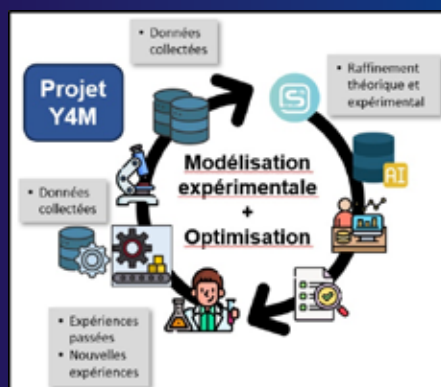 • Données
collectées
Projet
Y4M
S
• Raffinement
théorique et
expérimental
AI
Modélisation
expérimentale
+
Optimisation
• Données
collectées
• Expériences
passées
• Nouvelles
expériences